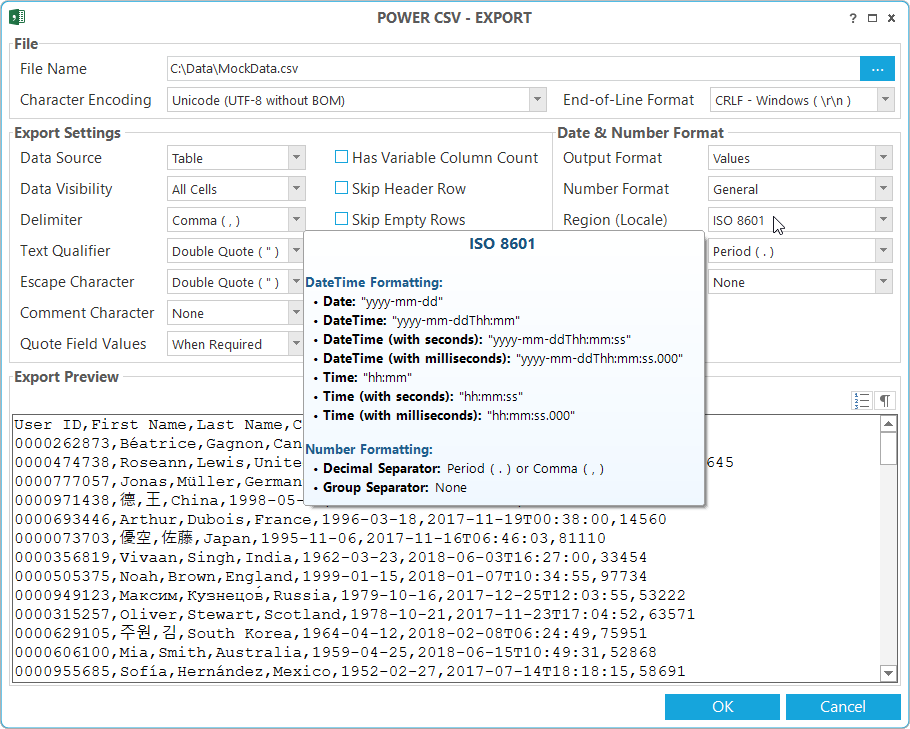 POWER CSV - EXPORT
?
File
File Name
C:\Data\MockData.csv
...
Character Encoding
Unicode (UTF-8 without BOM)
End-of-Line Format
CRLF - Windows ( \r\n )
Export Settings
Data Source
Table
Data Visibility
All Cells
Delimiter
Comma ( , )
Text Qualifier
Double Quote ( " )
Escape Character
Double Quote ( " )
Comment Character
None
Quote Field Values
When Required
Has Variable Column Count
Skip Header Row
Skip Empty Rows
Date & Number Format
Output Format
Values
Number Format
General
Region (Locale)
ISO 8601
Period ( . )
None
ISO 8601
DateTime Formatting:
• Date: "yyyy-mm-dd"
• DateTime: "yyyy-mm-ddThh:mm"
• DateTime (with seconds): "yyyy-mm-ddThh:mm:ss"
• DateTime (with milliseconds): "yyyy-mm-ddThh:mm:ss.000"
• Time: "hh:mm"
• Time (with seconds): "hh:mm:ss"
• Time (with milliseconds): "hh:mm:ss.000"
Number Formatting:
• Decimal Separator: Period ( . ) or Comma ( , )
• Group Separator: None
Export Preview
¶
User ID,First Name,Last Name,C
0000262873,Béatrice,Gagnon,Can
0000474738,Roseann,Lewis,Unite 645
0000777057,Jonas,Müller,German
0000971438,德,王,China,1998-05-
0000693446,Arthur,Dubois,France,1996-03-18,2017-11-19T00:38:00,14560
0000073703,優空,佐藤,Japan,1995-11-06,2017-11-16T06:46:03,81110
0000356819,Vivaan,Singh,India,1962-03-23,2018-06-03T16:27:00,33454
0000505375,Noah,Brown,England,1999-01-15,2018-01-07T10:34:55,97734
0000949123,Максим,Кузнецо́в,Russia,1979-10-16,2017-12-25T12:03:55,53222
0000315257,Oliver,Stewart,Scotland,1978-10-21,2017-11-23T17:04:52,63571
0000629105,주원,김,South Korea,1964-04-12,2018-02-08T06:24:49,75951
0000606100,Mia,Smith,Australia,1959-04-25,2018-06-15T10:49:31,52868
0000955685,Sofía,Hernández,Mexico,1952-02-27,2017-07-14T18:18:15,58691
OK
Cancel